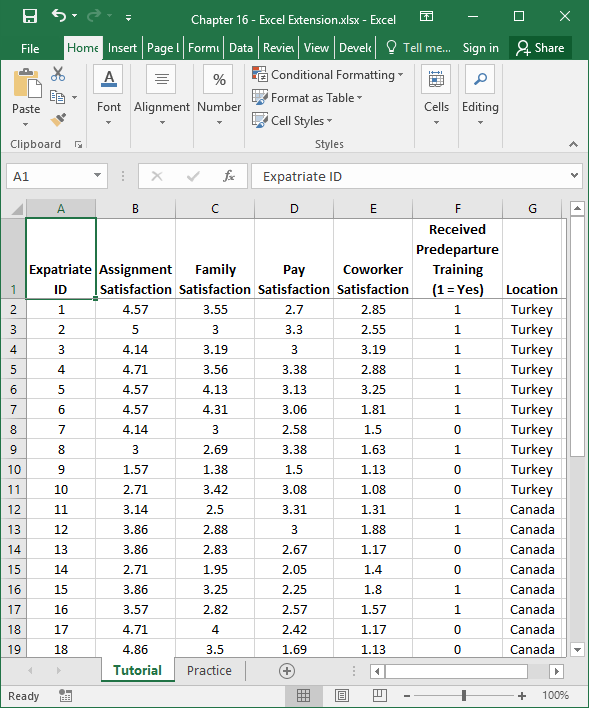 Chapter 16 - Excel Extension.xlsx - Excel
File Home Insert Page L Formu Data Review View Develo Tell me... Sign in Share
Paste Font Alignment Number Conditional Formatting Format as Table Cell Styles Cells Editing
Clipboard Styles
A1 fx Expatriate ID
A B C D E F G
1 Expatriate ID Assignment Satisfaction Family Satisfaction Pay Satisfaction Coworker Satisfaction Received Predeparture Training (1 = Yes) Location
2 1 4.57 3.55 2.7 2.85 1 Turkey
3 2 5 3 3.3 2.55 1 Turkey
4 3 4.14 3.19 3 3.19 1 Turkey
5 4 4.71 3.56 3.38 2.88 1 Turkey
6 5 4.57 4.13 3.13 3.25 1 Turkey
7 6 4.57 4.31 3.06 1.81 1 Turkey
8 7 4.14 3 2.58 1.5 0 Turkey
9 8 3 2.69 3.38 1.63 1 Turkey
10 9 1.57 1.38 1.5 1.13 0 Turkey
11 10 2.71 3.42 3.08 1.08 0 Turkey
12 11 3.14 2.5 3.31 1.31 1 Canada
13 12 3.86 2.88 3 1.88 1 Canada
14 13 3.86 2.83 2.67 1.17 0 Canada
15 14 2.71 1.95 2.05 1.4 0 Canada
16 15 3.86 3.25 2.25 1.8 1 Canada
17 16 3.57 2.82 2.57 1.57 1 Canada
18 17 4.71 4 2.42 1.17 0 Canada
19 18 4.86 3.5 1.69 1.13 0 Canada
Tutorial Practice
Ready 100%